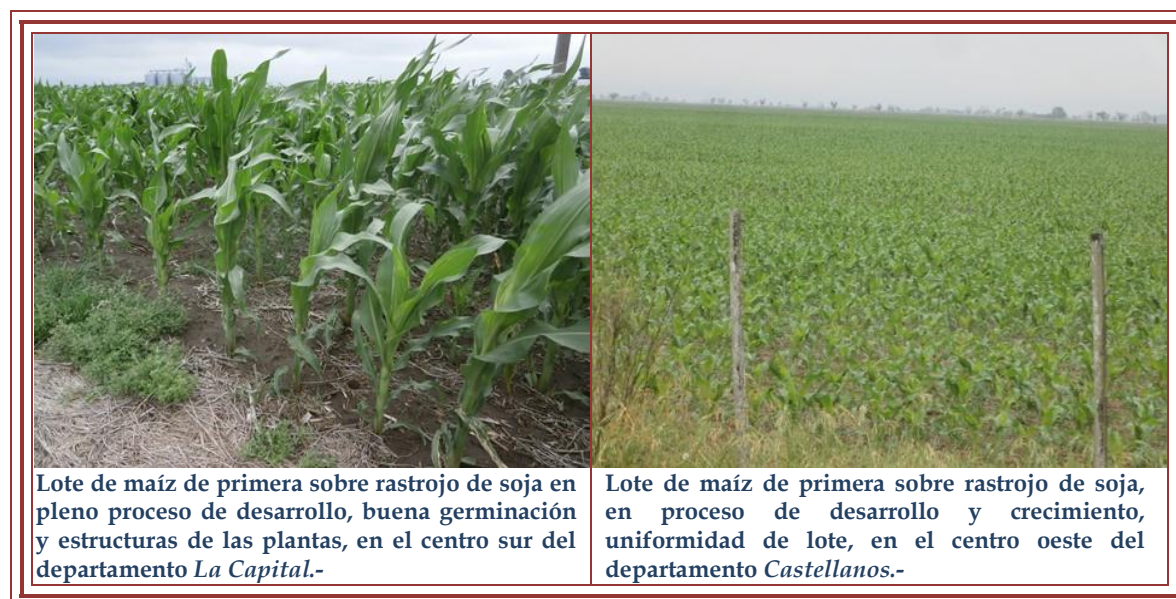 Lote de maíz de primera sobre rastrojo de soja en
pleno proceso de desarrollo, buena germinación
y estructuras de las plantas, en el centro sur del
departamento La Capital.-
Lote de maíz de primera sobre rastrojo de soja,
en proceso de desarrollo y crecimiento,
uniformidad de lote, en el centro oeste del
departamento Castellanos.-